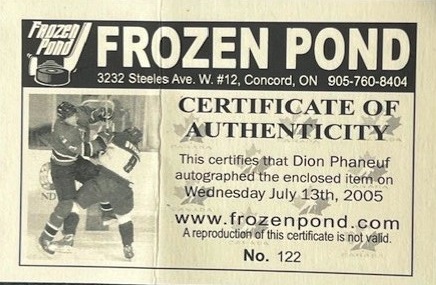 FROZEN POND
FROZEN POND
3232 Steeles Ave. W. #12, Concord, ON 905-760-8404
CERTIFICATE OF
AUTHENTICITY
This certifies that Dion Phaneuf
autographed the enclosed item on
Wednesday July 13th, 2005
www.frozenpond.com
A reproduction of this certificate is not valid.
No. 122